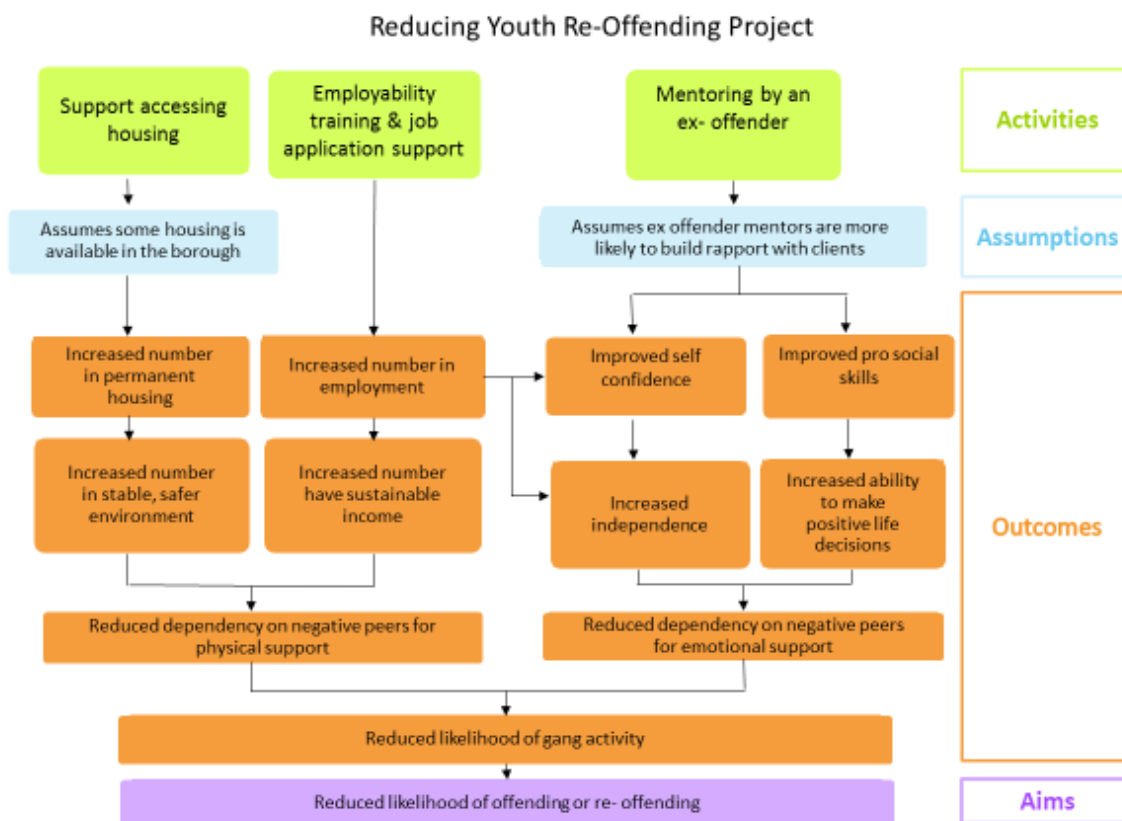 Reducing Youth Re-Offending Project
Support accessing
housing
Employability
training & job
application support
Mentoring by an
ex- offender
Activities
Assumes some housing is
available in the borough
Assumes ex offender mentors are more
likely to build rapport with clients
Assumptions
Increased number
in permanent
housing
Increased number in
employment
Improved self
confidence
Improved pro social
skills
Increased number
in stable, safer
environment
Increased number
have sustainable
income
Increased
independence
Increased ability
to make
positive life
decisions
Outcomes
Reduced dependency on negative peers for
physical support
Reduced dependency on negative peers
for emotional support
Reduced likelihood of gang activity
Reduced likelihood of offending or re- offending
Aims